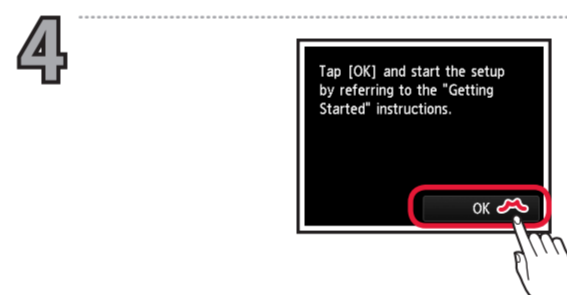 4
Tap [OK] and start the setup
by referring to the "Getting
Started" instructions.
OK